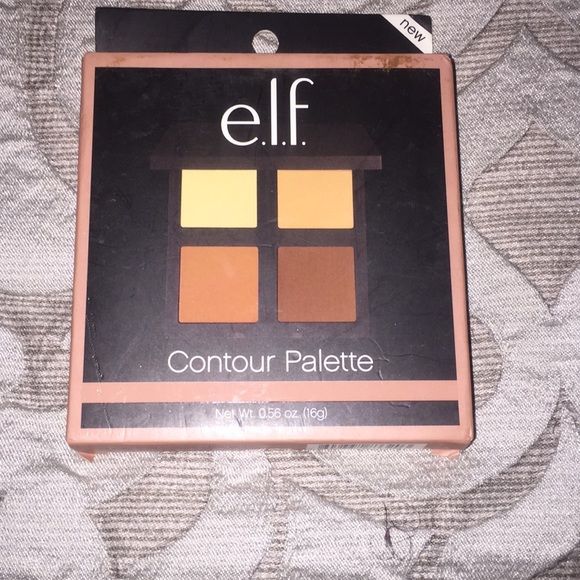 new
e.l.f.
Contour Palette
Net Wt. 0.56 oz. (16g)